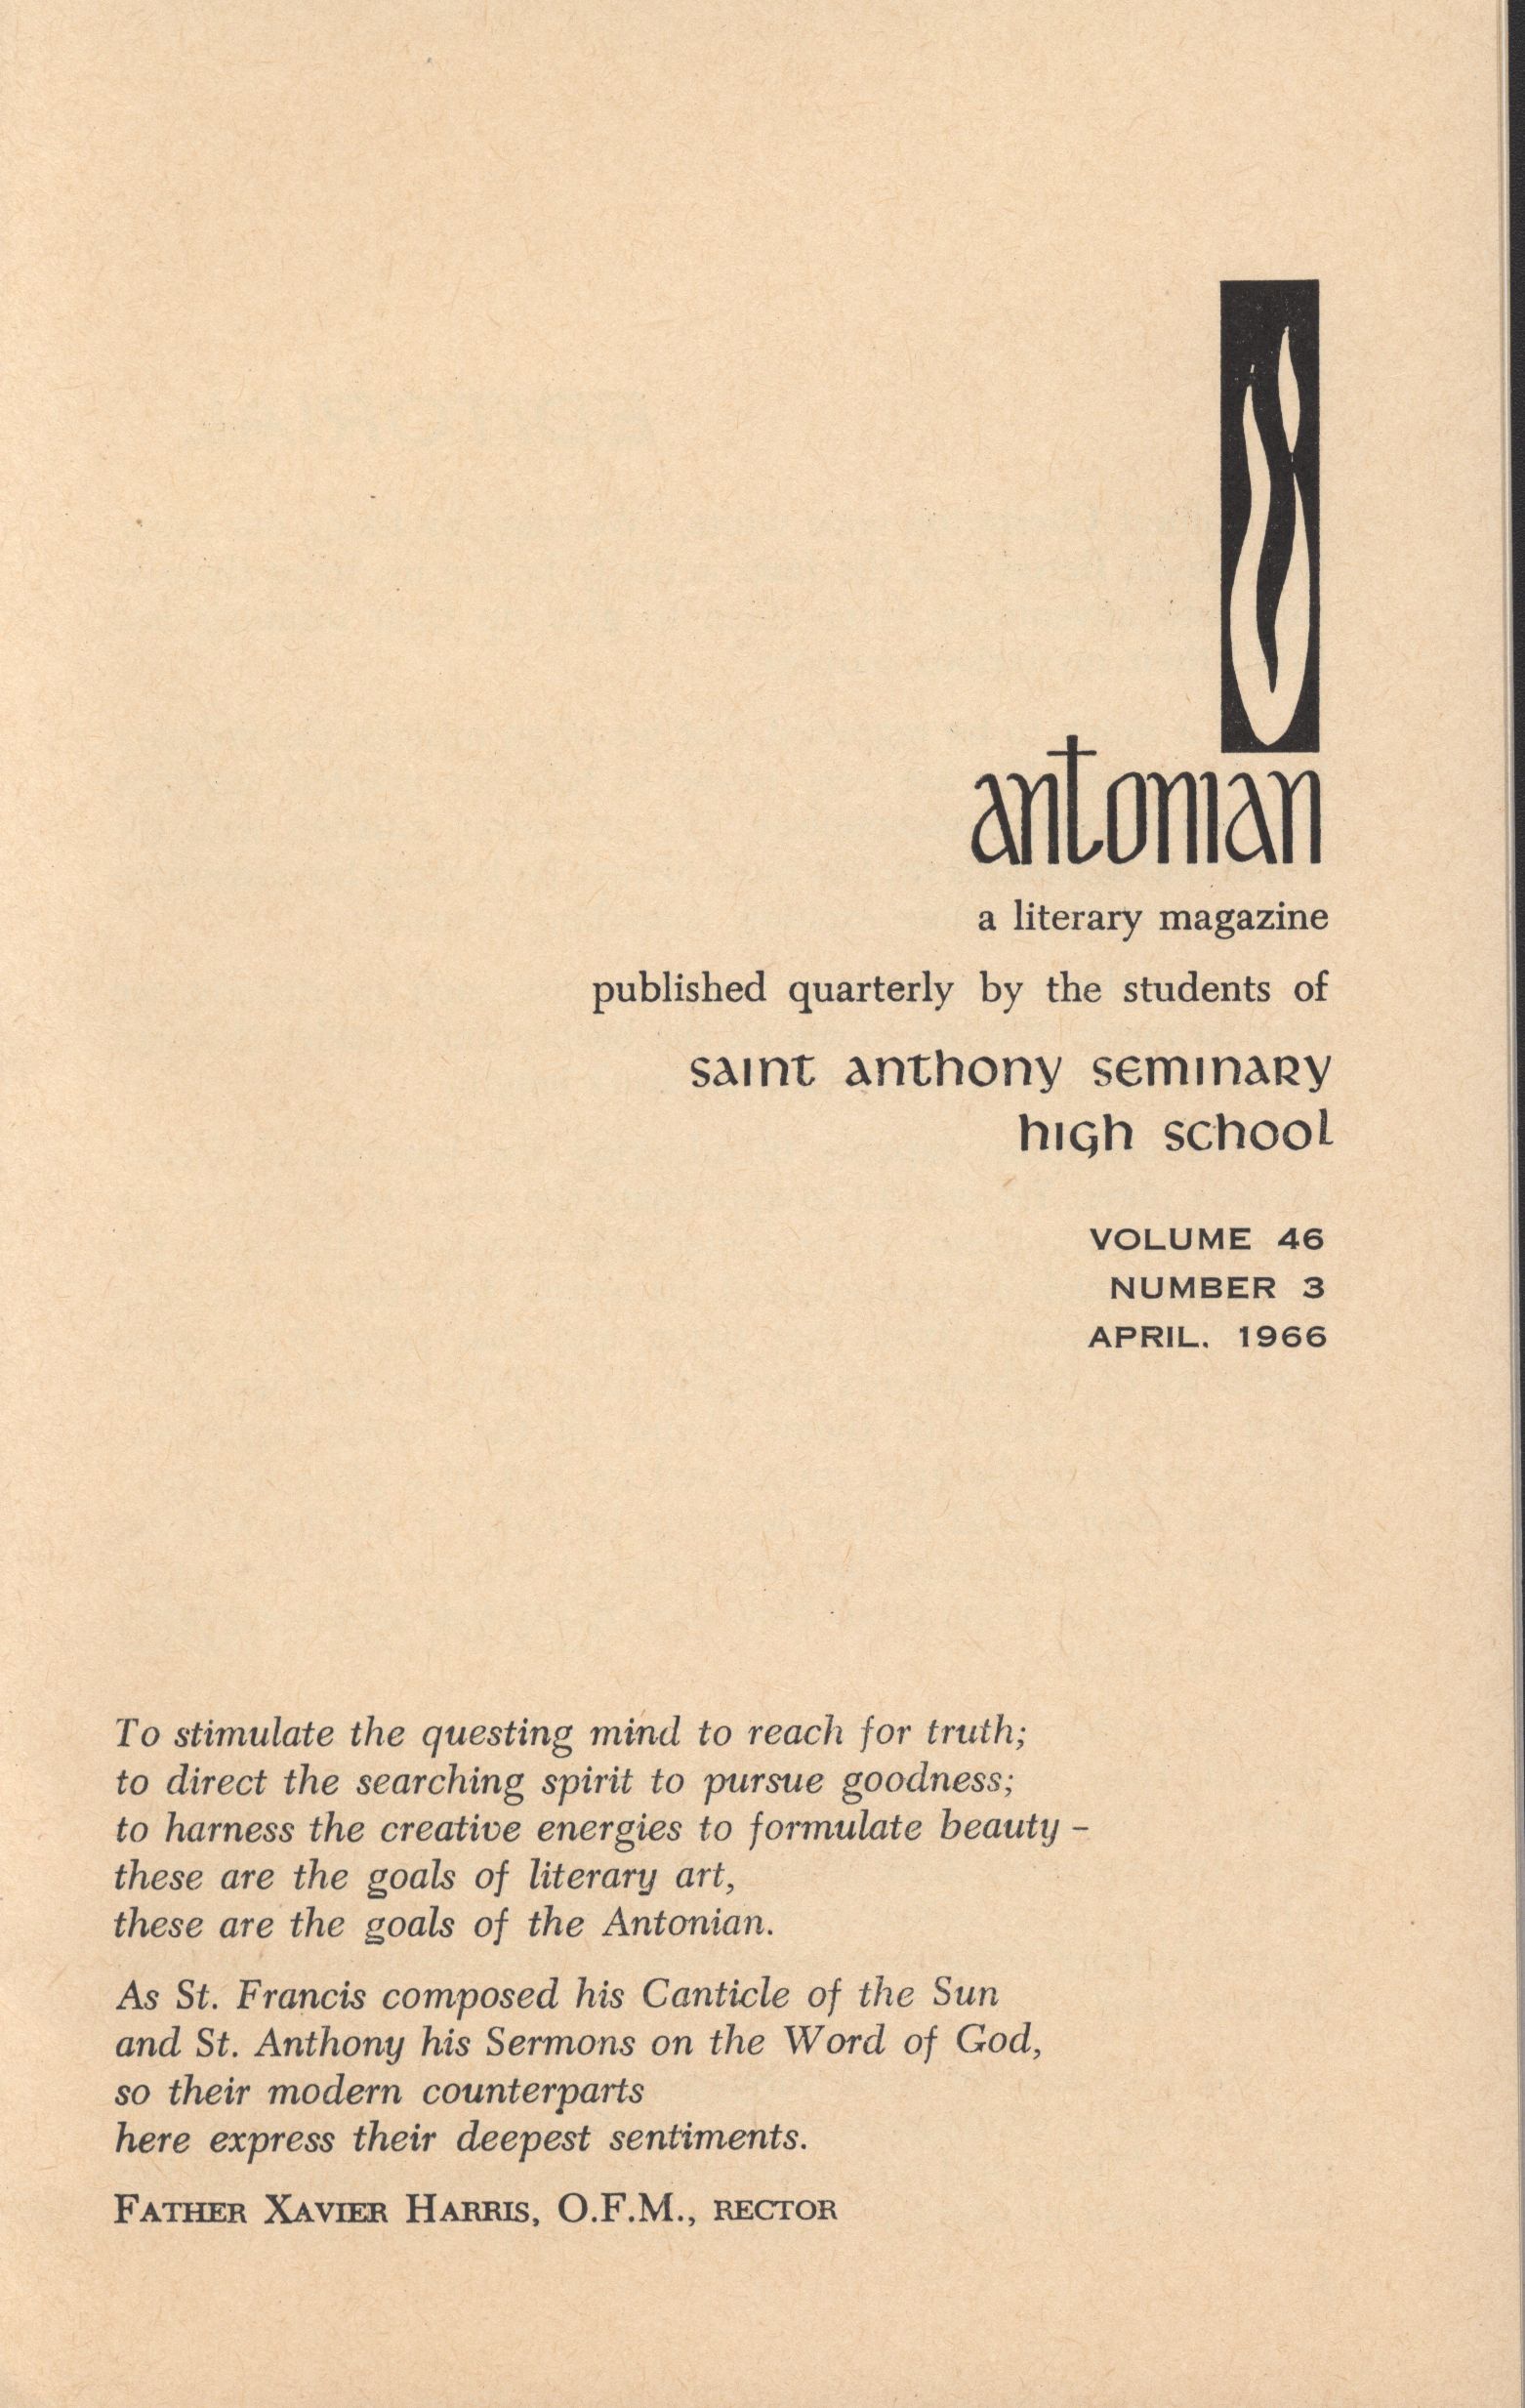 antonian
a literary magazine
published quarterly by the students of
saint anthony seminary
high school
VOLUME 46
NUMBER 3
APRIL. 1966
To stimulate the questing mind to reach for truth;
to direct the searching spirit to pursue goodness;
to harness the creative energies to formulate beauty –
these are the goals of literary art,
these are the goals of the Antonian.
As St. Francis composed his Canticle of the Sun
and St. Anthony his Sermons on the Word of God,
so their modern counterparts
here express their deepest sentiments.
FATHER XAVIER HARRIS, O.F.M., RECTOR